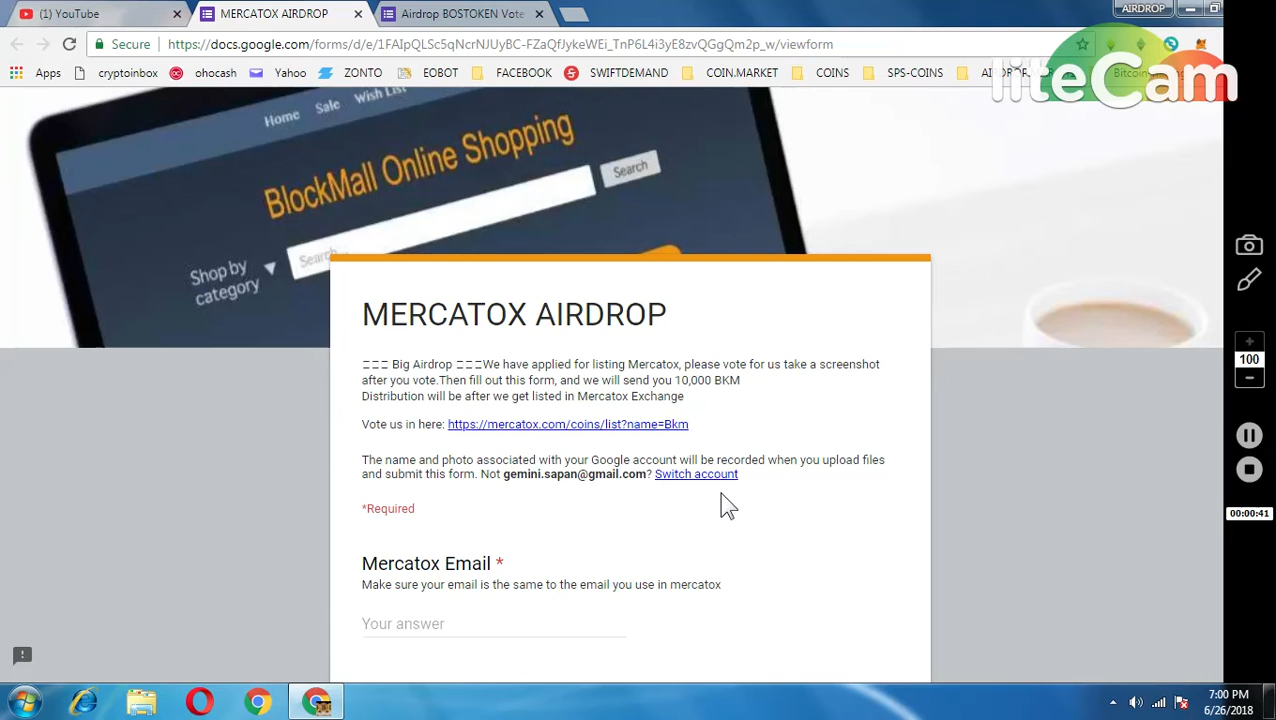 (1) YouTube
MERCATOX AIRDROP
Airdrop BOSTOKEN Vote
AIRDROP
Secure
https://docs.google.com/forms/d/e/1FAIpQLSc5qNcrNJUyBC-FZaQfJykeWEi_TnP6L4i3yE8zvQGgQm2p_w/viewform
Apps
cryptoinbox
ohocash
Yahoo
EOBOT
FACEBOOK
SWIFTDEMAND
COIN.MARKET
COINS
SPS-COINS
liteCam
Home
Sale
Wish List
BlockMall Online Shopping
Search
Search
Shop by
category
MERCATOX AIRDROP
=== Big Airdrop ===We have applied for listing Mercatox, please vote for us take a screenshot
after you vote.Then fill out this form, and we will send you 10,000 BKM
Distribution will be after we get listed in Mercatox Exchange
Vote us in here: https://mercatox.com/coins/list?name=Bkm
The name and photo associated with your Google account will be recorded when you upload files
and submit this form. Not gemini.sapan@gmail.com? Switch account
*Required
Mercatox Email *
Make sure your email is the same to the email you use in mercatox
Your answer
100
00:00:41
7:00 PM
6/26/2018